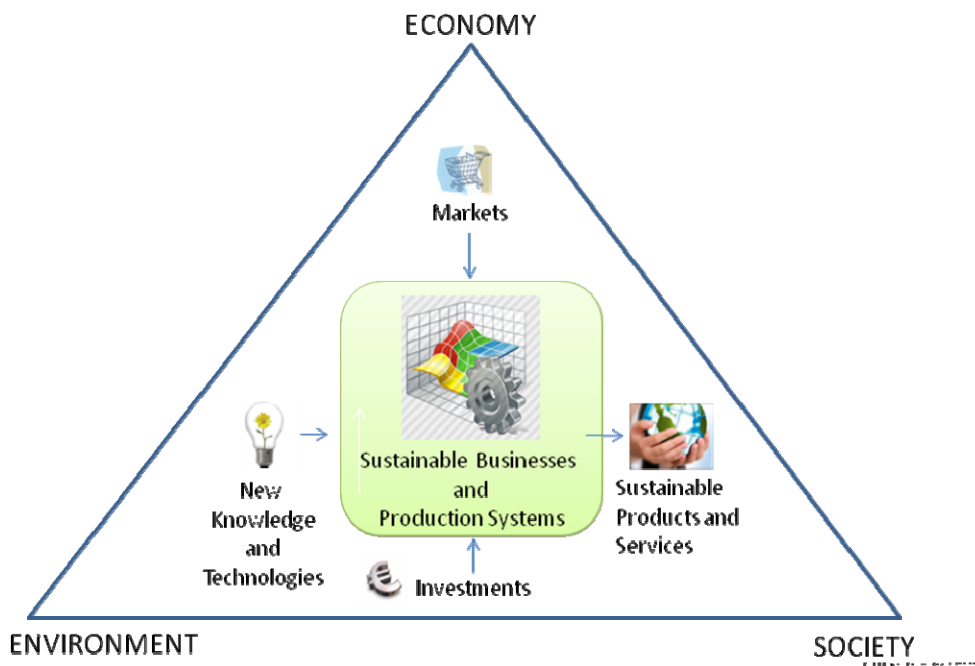 ECONOMY
Markets
Sustainable Businesses
and
Production Systems
New
Knowledge
and
Technologies
Sustainable
Products and
Services
€ Investments
ENVIRONMENT
SOCIETY